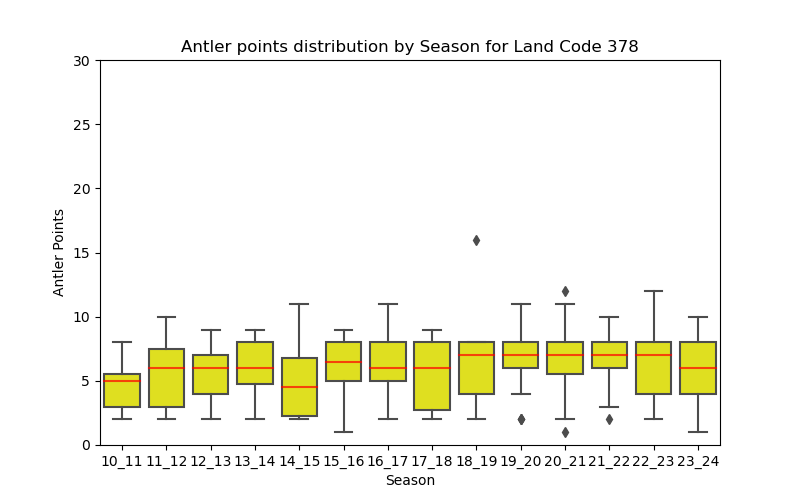 Antler points distribution by Season for Land Code 378
30
25
20
15
10
5
0
Antler Points
10_11 11_12 12_13 13_14 14_15 15_16 16_17 17_18 18_19 19_20 20_21 21_22 22_23 23_24
Season